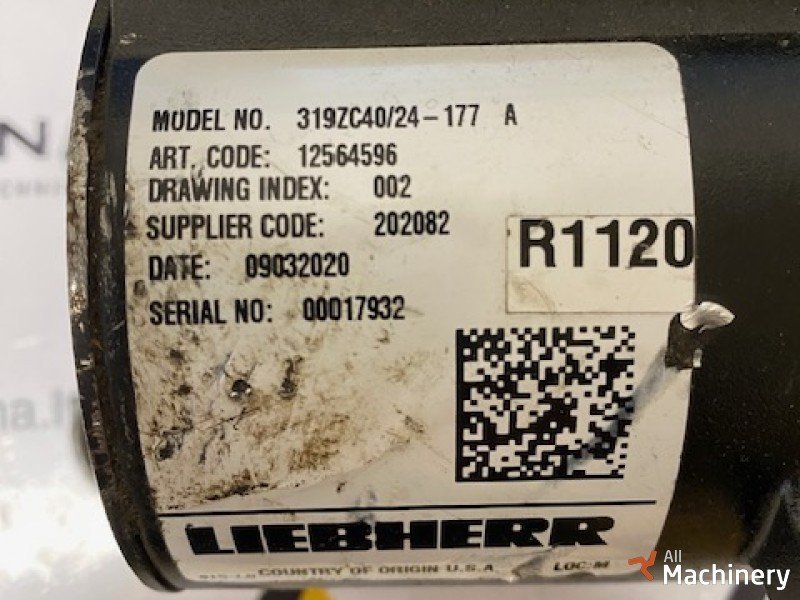 MODEL NO. 319ZC40/24-177 A
ART. CODE: 12564596
DRAWING INDEX: 002
SUPPLIER CODE: 202082
R1120
DATE: 09032020
SERIAL NO: 00017932
LIEBHERR
COUNTRY OF ORIGIN U.S.A
LOC: M
All
Machinery